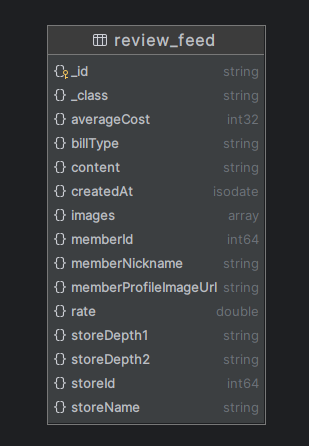 review_feed
_id string
_class string
averageCost int32
billType string
content string
createdAt isodate
images array
memberId int64
memberNickname string
memberProfileImageUrl string
rate double
storeDepth1 string
storeDepth2 string
storeId int64
storeName string